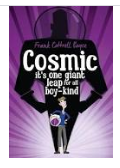 Frank Cottrell Boyce
Cosmic
it's one giant
leap for all
boy-kind